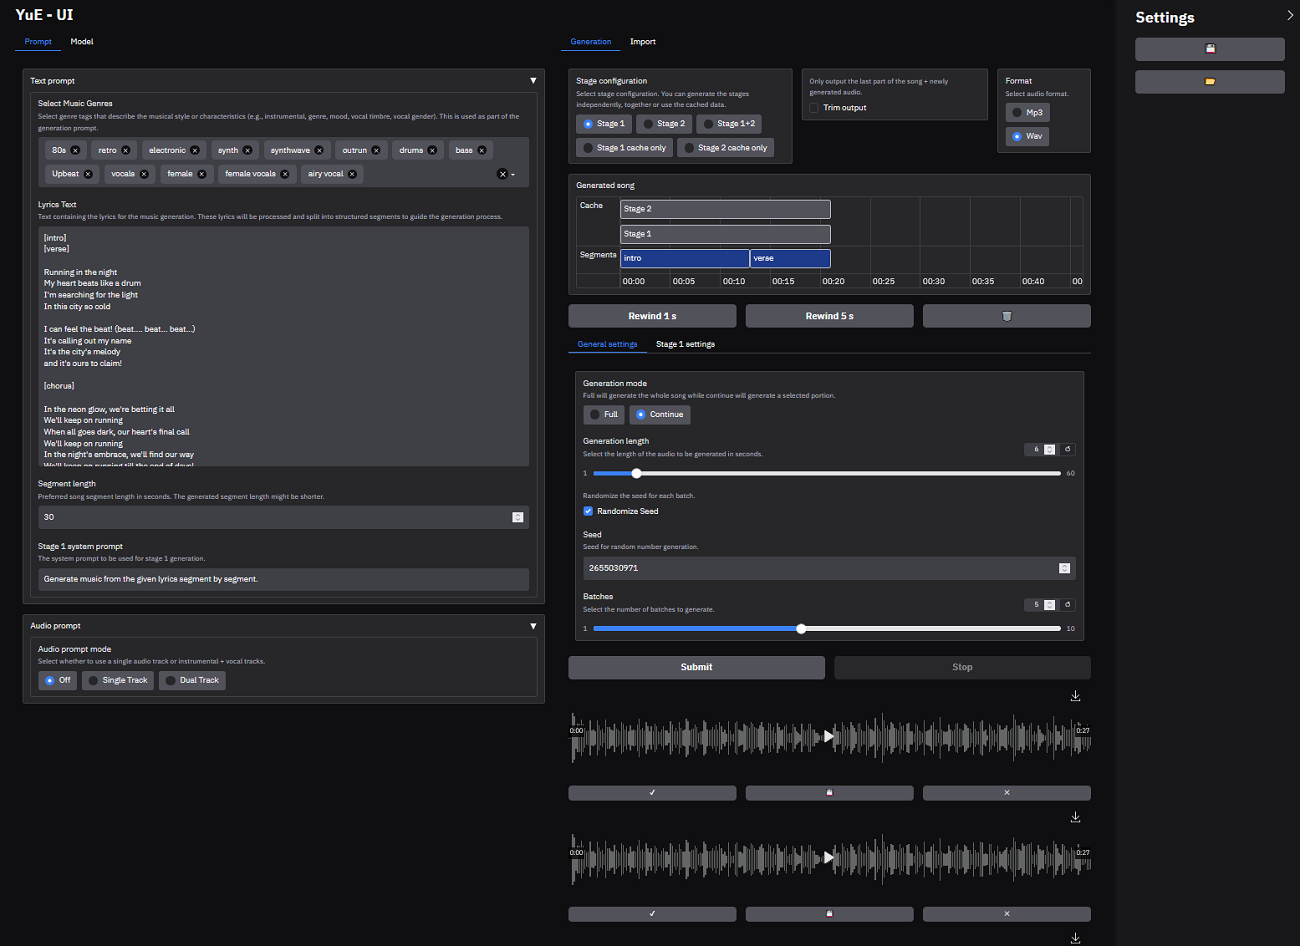 YuE - UI
Prompt Model
Text prompt
Select Music Genres
Select genre tags that describe the musical style or characteristics (e.g., instrumental, genre, mood, vocal timbre, vocal gender). This is used as part of the
generation prompt.
80s retro electronic synth synthwave outrun drums bass
Upbeat vocals female female vocals airy vocal
Lyrics Text
Text containing the lyrics for the music generation. These lyrics will be processed and split into structured segments to guide the generation process.
[intro]
[verse]
Running in the night
My heart beats like a drum
I'm searching for the light
In this city so cold
I can feel the beat! (beat.... beat... beat...)
It's calling out my name
It's the city's melody
and it's ours to claim!
[chorus]
In the neon glow, we're betting it all
We'll keep on running
When all goes dark, our heart's final call
We'll keep on running
In the night's embrace, we'll find our way
We'll keep on running till the end of days!
Segment length
Preferred song segment length in seconds. The generated segment length might be shorter.
30
Stage 1 system prompt
The system prompt to be used for stage 1 generation.
Generate music from the given lyrics segment by segment.
Audio prompt
Audio prompt mode
Select whether to use a single audio track or instrumental + vocal tracks.
Off Single Track Dual Track
Generation Import
Stage configuration
Select stage configuration. You can generate the stages
independently, together or use the cached data.
Stage 1 Stage 2 Stage 1+2
Stage 1 cache only Stage 2 cache only
Only output the last part of the song + newly
generated audio.
Trim output
Format
Select audio format.
Mp3
Wav
Generated song
Cache
Stage 2
Stage 1
Segments intro verse
00:00 00:05 00:10 00:15 00:20 00:25 00:30 00:35 00:40 00
Rewind 1 s Rewind 5 s
General settings Stage 1 settings
Generation mode
Full will generate the whole song while continue will generate a selected portion.
Full Continue
Generation length
Select the length of the audio to be generated in seconds.
6
1 60
Randomize the seed for each batch.
Randomize Seed
Seed
Seed for random number generation.
2655030971
Batches
Select the number of batches to generate.
5
1 10
Submit Stop
0:00 0:27
0:00 0:27
Settings